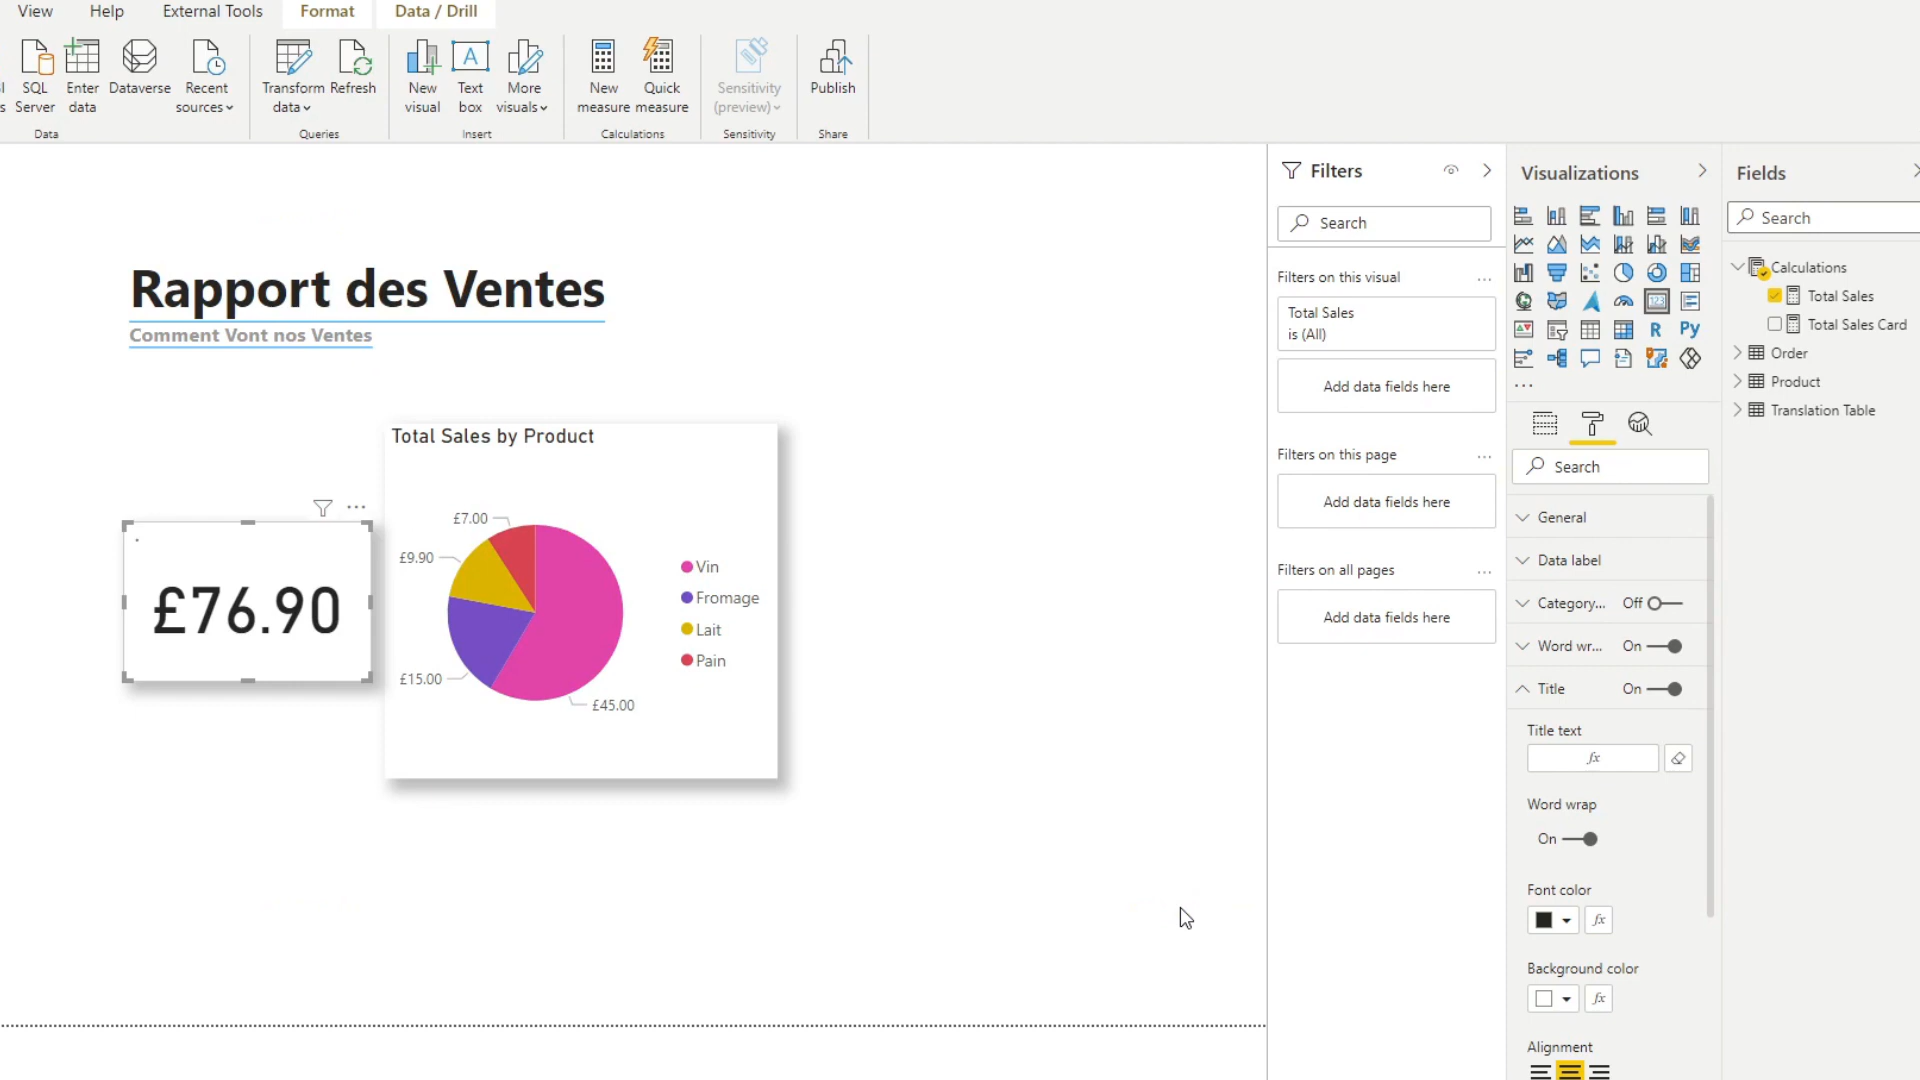 View Help External Tools Format Data / Drill
SQL Server
Enter data
Dataverse
Recent sources
Transform data
Refresh
New visual
Text box
More visuals
New measure
Quick measure
Sensitivity (preview)
Publish
Data Queries Insert Calculations Sensitivity Share
Rapport des Ventes
Comment Vont nos Ventes
£76.90
Total Sales by Product
£7.00
£9.90
£15.00
£45.00
Vin
Fromage
Lait
Pain
Filters
Search
Filters on this visual ...
Total Sales
is (All)
Add data fields here
Filters on this page ...
Add data fields here
Filters on all pages ...
Add data fields here
Visualizations
123
R Py
...
Search
General
Data label
Category... Off
Word wr... On
Title On
Title text
fx
Word wrap
On
Font color
fx
Background color
fx
Alignment
Fields
Search
Calculations
Total Sales
Total Sales Card
Order
Product
Translation Table